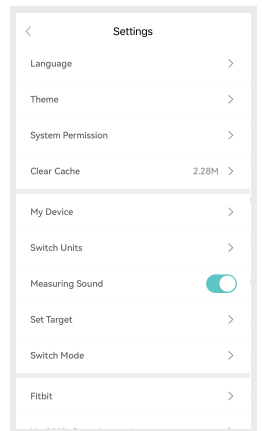 Settings
Language
Theme
System Permission
Clear Cache 2.28M
My Device
Switch Units
Measuring Sound
Set Target
Switch Mode
Fitbit